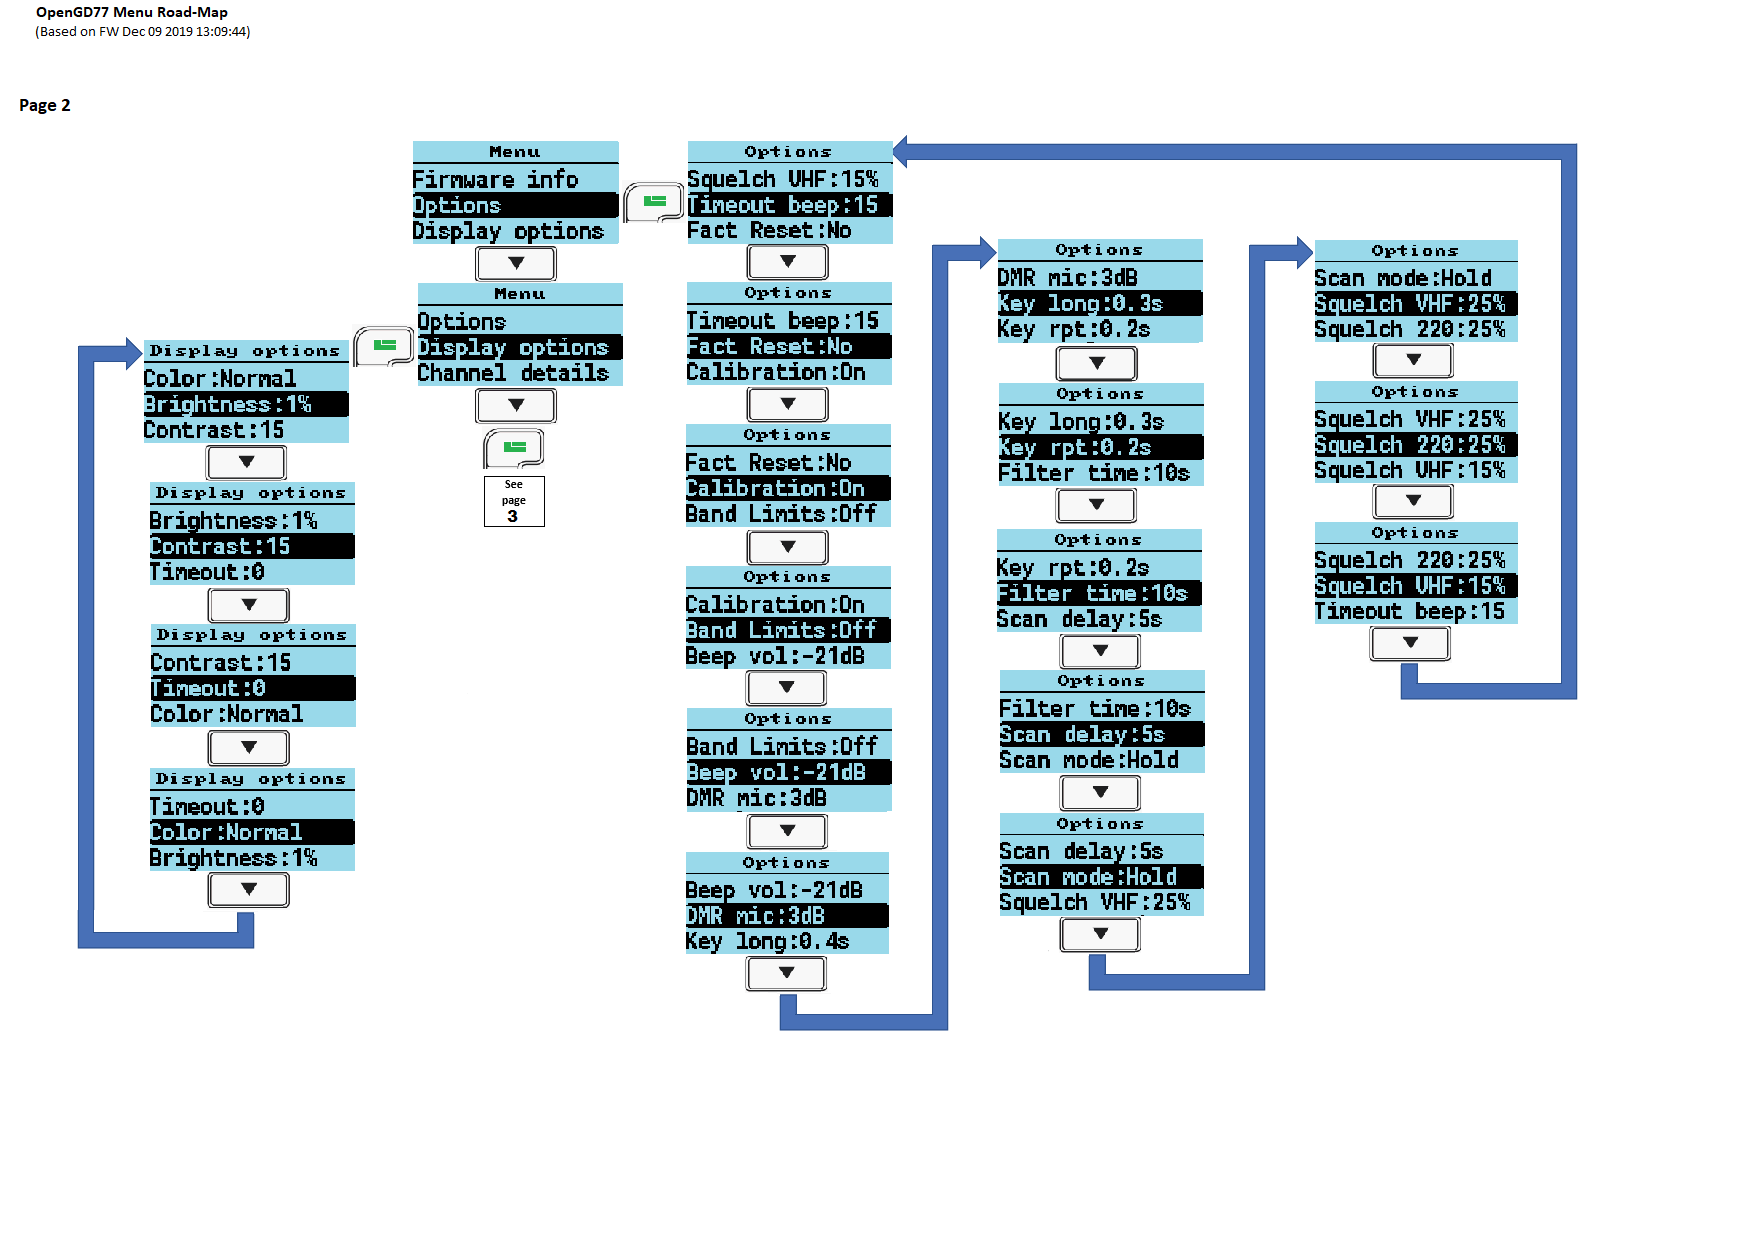 OpenGD77 Menu Road-Map
(Based on FW Dec 09 2019 13:09:44)
Page 2
Menu
Firmware info
Options
Display options
Menu
Options
Display options
Channel details
See
page
3
Display options
Color:Normal
Brightness:1%
Contrast:15
Display options
Brightness:1%
Contrast:15
Timeout:0
Display options
Contrast:15
Timeout:0
Color:Normal
Display options
Timeout:0
Color:Normal
Brightness:1%
Options
Squelch VHF:15%
Timeout beep:15
Fact Reset:No
Options
Timeout beep:15
Fact Reset:No
Calibration:On
Options
Fact Reset:No
Calibration:On
Band Limits:Off
Options
Calibration:On
Band Limits:Off
Beep vol:-21dB
Options
Band Limits:Off
Beep vol:-21dB
DMR mic:3dB
Options
Beep vol:-21dB
DMR mic:3dB
Key long:0.4s
Options
DMR mic:3dB
Key long:0.3s
Key rpt:0.2s
Options
Key long:0.3s
Key rpt:0.2s
Filter time:10s
Options
Key rpt:0.2s
Filter time:10s
Scan delay:5s
Options
Filter time:10s
Scan delay:5s
Scan mode:Hold
Options
Scan delay:5s
Scan mode:Hold
Squelch VHF:25%
Options
Scan mode:Hold
Squelch VHF:25%
Squelch 220:25%
Options
Squelch VHF:25%
Squelch 220:25%
Squelch VHF:15%
Options
Squelch 220:25%
Squelch VHF:15%
Timeout beep:15